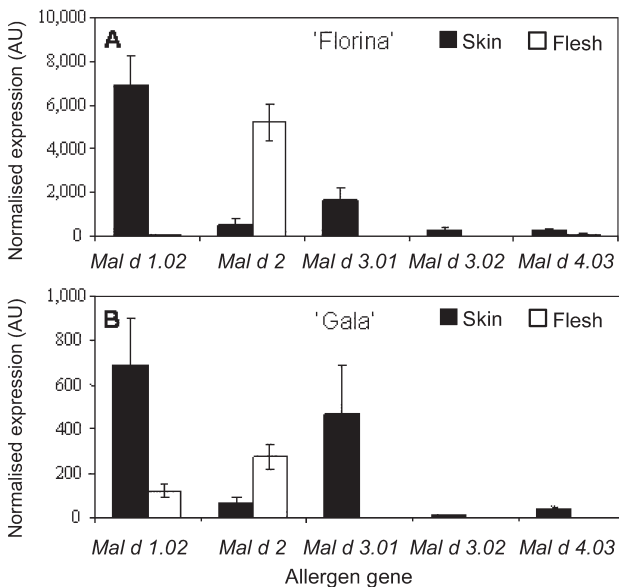 Normalised expression (AU)
10,000
8,000
6,000
4,000
2,000
0
A
'Florina'
Skin
Flesh
Mal d 1.02 Mal d 2 Mal d 3.01 Mal d 3.02 Mal d 4.03
Normalised expression (AU)
1,000
800
600
400
200
0
B
'Gala'
Skin
Flesh
Mal d 1.02 Mal d 2 Mal d 3.01 Mal d 3.02 Mal d 4.03
Allergen gene